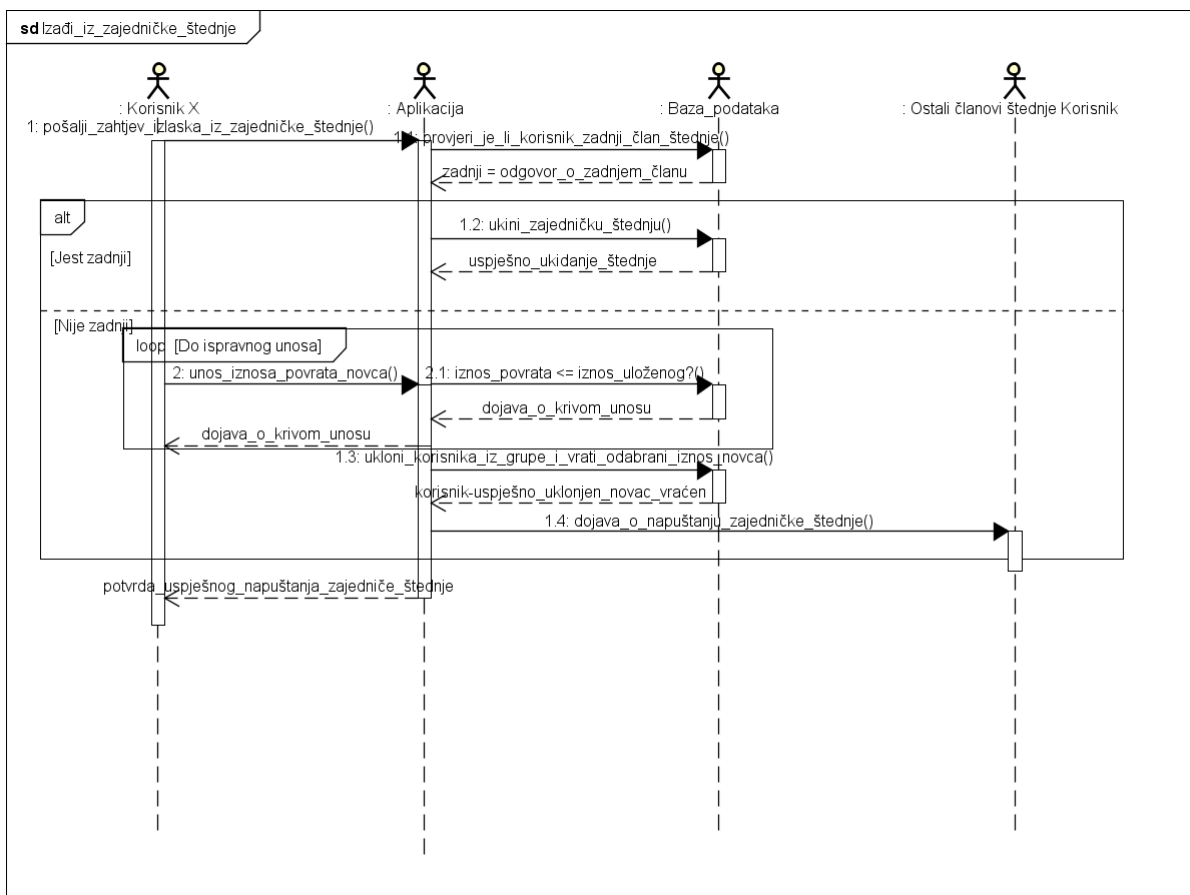 sd Izađi_iz_zajedničke_štednje
: Korisnik X
: Aplikacija
: Baza_podataka
: Ostali članovi štednje Korisnik
1: pošalji_zahtjev_izlaska_iz_zajedničke_štednje()
1.1: provjeri_je_li_korisnik_zadnji_član_štednje()
zadnji = odgovor_o_zadnjem_članu
alt
1.2: ukini_zajedničku_štednju()
[Jest zadnji]
uspješno_ukidanje_štednje
[Nije zadnji]
loop [Do ispravnog unosa]
2: unos_iznosa_povrata_novca()
2.1: iznos_povrata <= iznos_uloženog?()
dojava_o_krivom_unosu
dojava_o_krivom_unosu
1.3: ukloni_korisnika_iz_grupe_i_vrati_odabrani_iznos_novca()
korisnik-uspješno_uklonjen_novac_vraćen
1.4: dojava_o_napuštanju_zajedničke_štednje()
potvrda_uspješnog_napuštanja_zajedniče_štednje